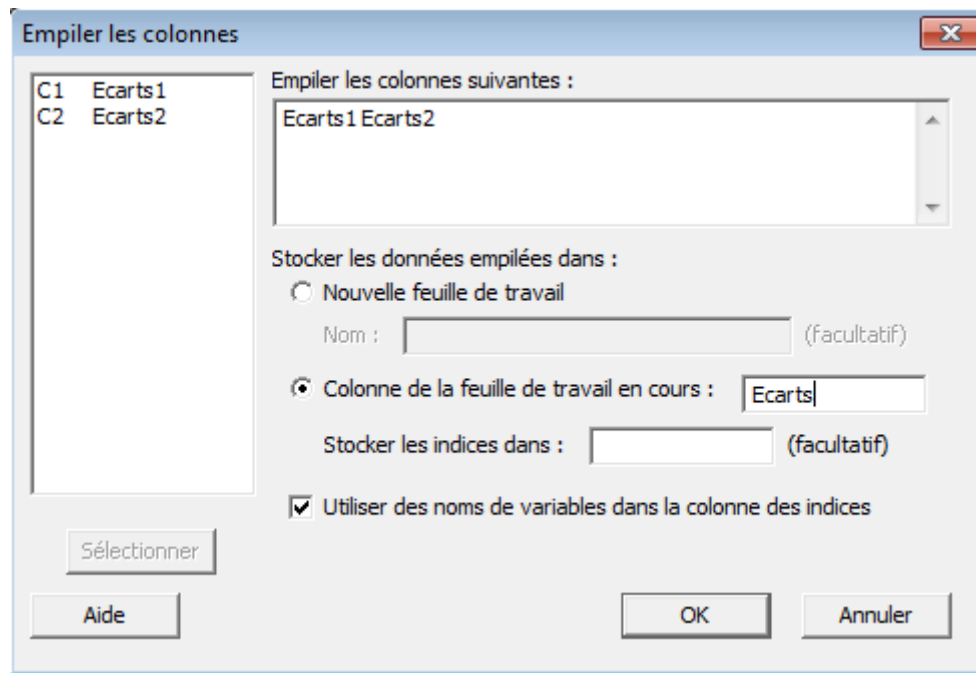 Empiler les colonnes
C1 Ecarts1
C2 Ecarts2
Empiler les colonnes suivantes :
Ecarts1 Ecarts2
Stocker les données empilées dans :
Nouvelle feuille de travail
Nom : (facultatif)
Colonne de la feuille de travail en cours : Ecarts
Stocker les indices dans : (facultatif)
Utiliser des noms de variables dans la colonne des indices
Sélectionner
Aide OK Annuler